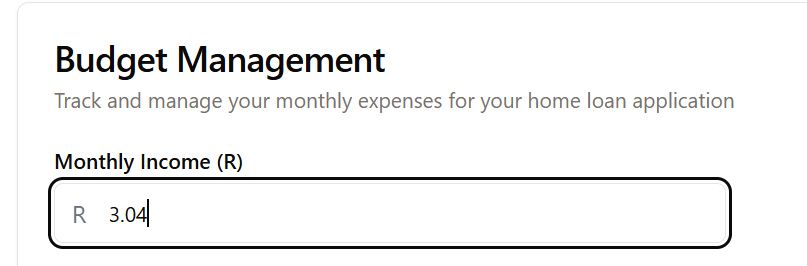 Budget Management
Track and manage your monthly expenses for your home loan application
Monthly Income (R)
R 3.04